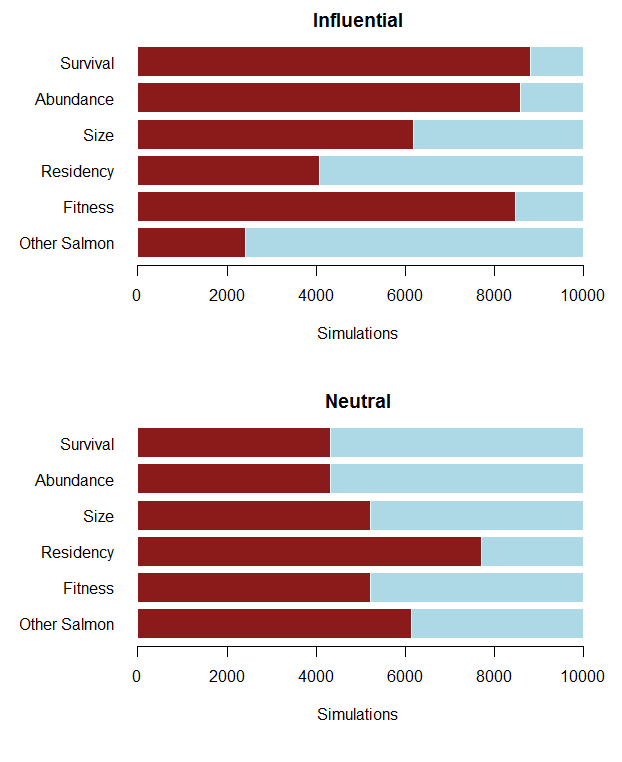 Influential
Survival
Abundance
Size
Residency
Fitness
Other Salmon
0 2000 4000 6000 8000 10000
Simulations
Neutral
Survival
Abundance
Size
Residency
Fitness
Other Salmon
0 2000 4000 6000 8000 10000
Simulations